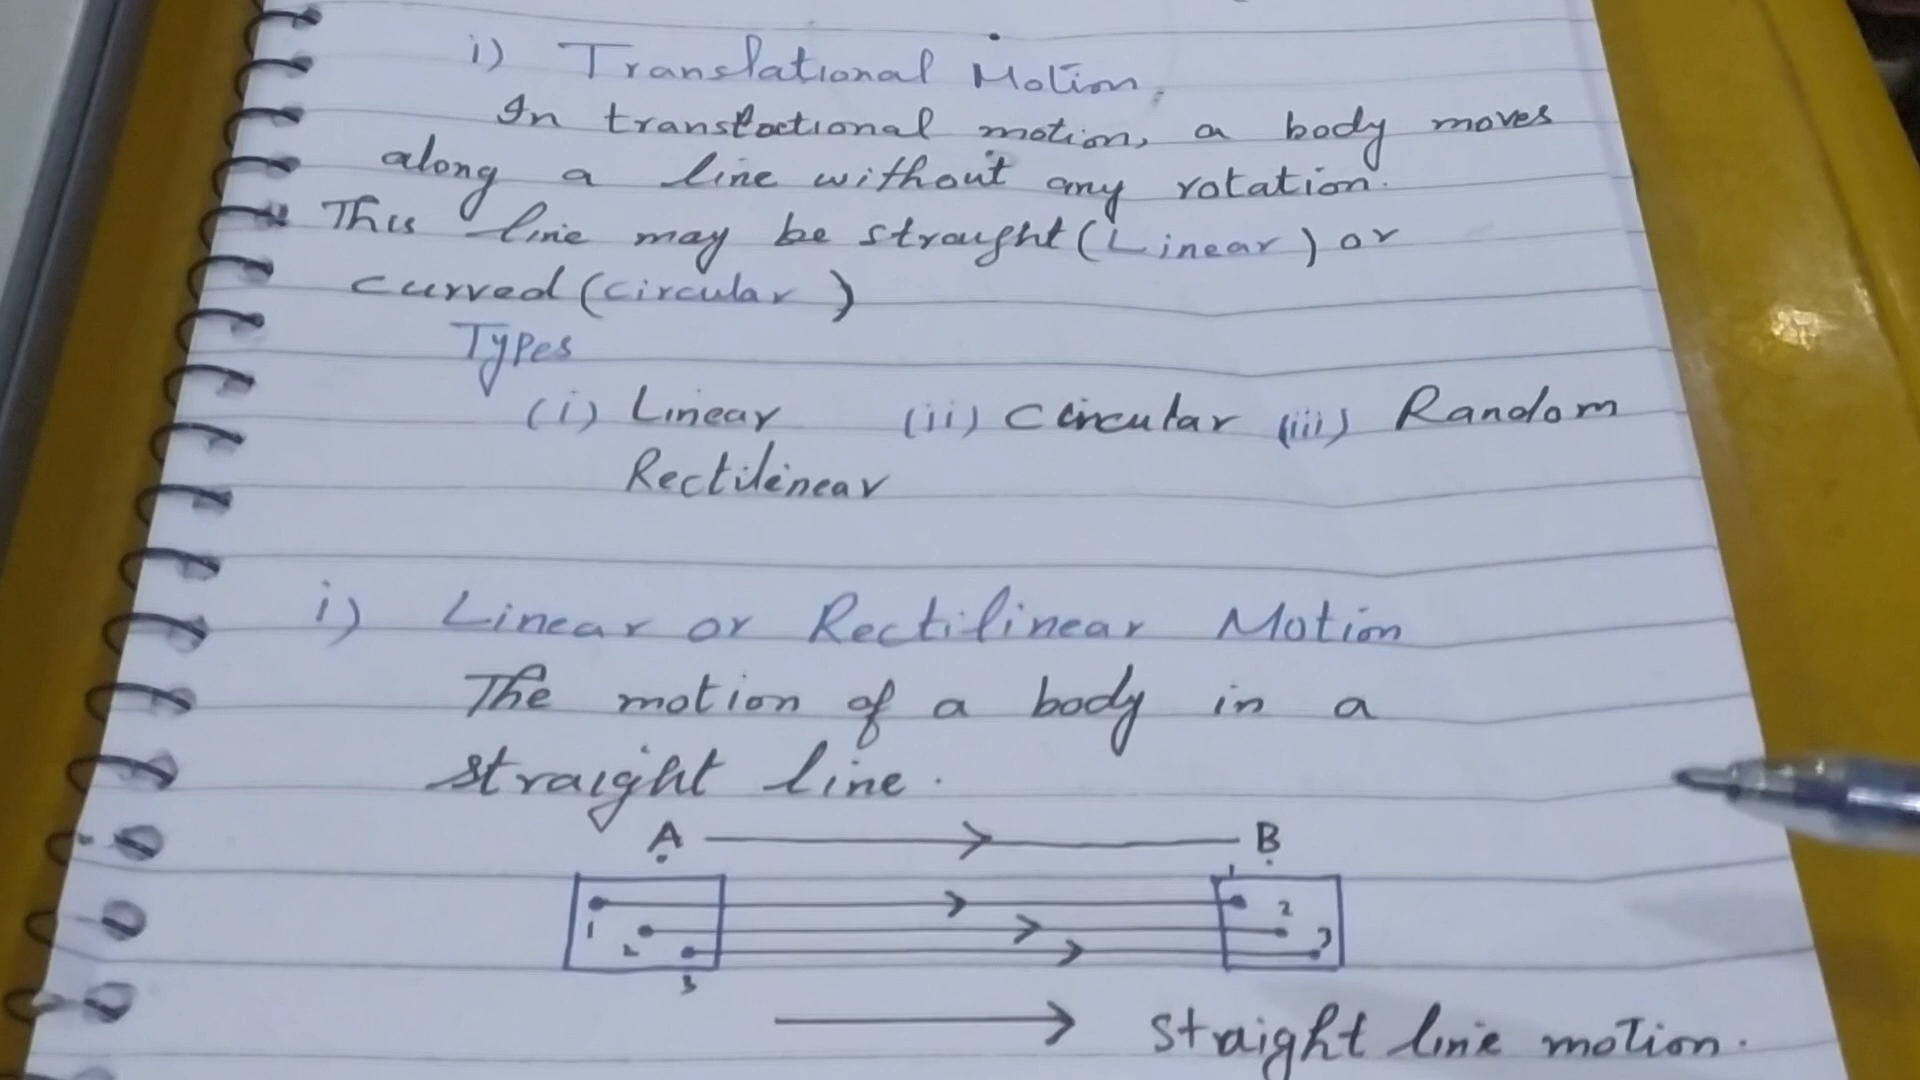 i) Translational Motion.
In translactional motion, a body moves
along a line without any rotation.
This line may be straught (Linear) or
curved (circular)
Types
(i) Linear (ii) Circular (iii) Random
Rectilinear
i) Linear or Rectilinear Motion
The motion of a body in a
straight line.
A B
1
1 2
2 3
3
straight line motion.